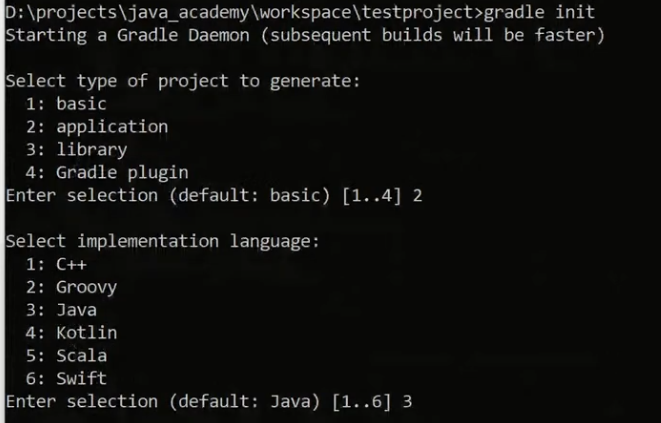 D:\projects\java_academy\workspace\testproject>gradle init
Starting a Gradle Daemon (subsequent builds will be faster)
Select type of project to generate:
1: basic
2: application
3: library
4: Gradle plugin
Enter selection (default: basic) [1..4] 2
Select implementation language:
1: C++
2: Groovy
3: Java
4: Kotlin
5: Scala
6: Swift
Enter selection (default: Java) [1..6] 3